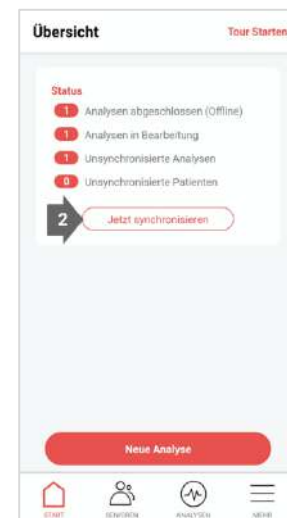 Übersicht Tour Starten
Status
1 Analysen abgeschlossen (Offline)
1 Analysen in Bearbeitung
1 Unsynchronisierte Analysen
0 Unsynchronisierte Patienten
2 Jetzt synchronisieren
Neue Analyse
START SENIOREN ANALYSEN MEHR